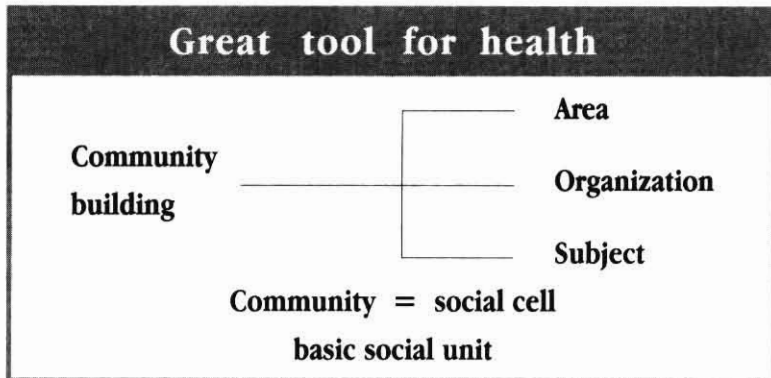 Great tool for health
Area
Community
building
Organization
Subject
Community = social cell
basic social unit